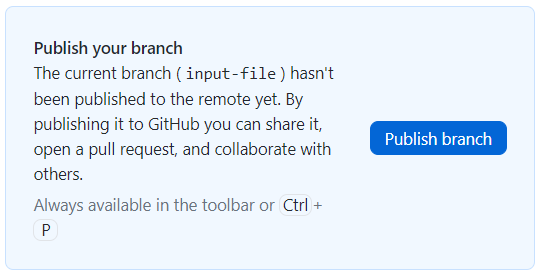 Publish your branch
The current branch ( input-file ) hasn't
been published to the remote yet. By
publishing it to GitHub you can share it,
open a pull request, and collaborate with
others.
Always available in the toolbar or Ctrl +
P
Publish branch